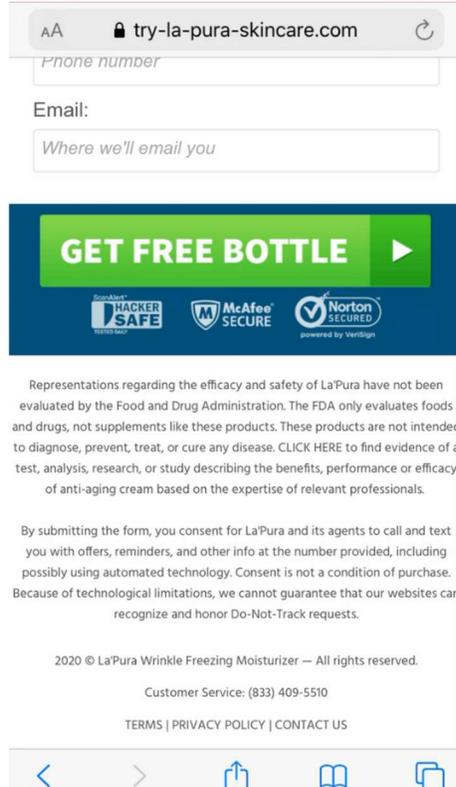 AA try-la-pura-skincare.com
Phone number
Email:
Where we'll email you
GET FREE BOTTLE
ScanAlert®
HACKER
SAFE
TESTED DAILY
McAfee®
SECURE
Norton
SECURED
powered by VeriSign
Representations regarding the efficacy and safety of La'Pura have not been
evaluated by the Food and Drug Administration. The FDA only evaluates foods
and drugs, not supplements like these products. These products are not intended
to diagnose, prevent, treat, or cure any disease. CLICK HERE to find evidence of a
test, analysis, research, or study describing the benefits, performance or efficacy
of anti-aging cream based on the expertise of relevant professionals.
By submitting the form, you consent for La'Pura and its agents to call and text
you with offers, reminders, and other info at the number provided, including
possibly using automated technology. Consent is not a condition of purchase.
Because of technological limitations, we cannot guarantee that our websites can
recognize and honor Do-Not-Track requests.
2020 © La'Pura Wrinkle Freezing Moisturizer — All rights reserved.
Customer Service: (833) 409-5510
TERMS | PRIVACY POLICY | CONTACT US